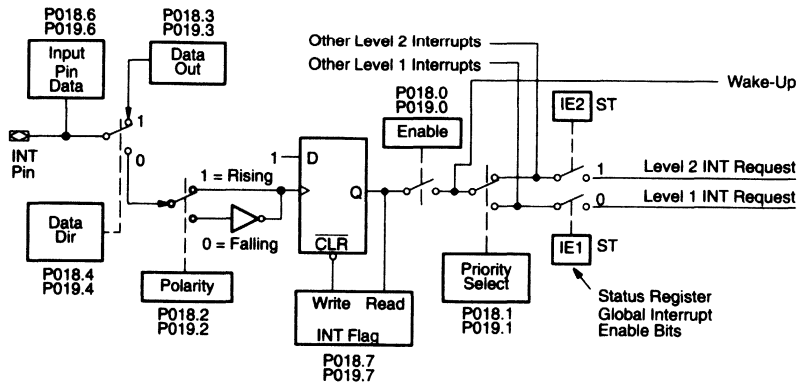 P018.6
P019.6
Input
Pin
Data
P018.3
P019.3
Data
Out
1
0
INT
Pin
Data
Dir
P018.4
P019.4
1 = Rising
0 = Falling
Polarity
P018.2
P019.2
1
D
Q
CLR
Write
Read
INT Flag
P018.7
P019.7
Other Level 2 Interrupts
Other Level 1 Interrupts
P018.0
P019.0
Enable
Wake-Up
IE2
ST
1
Level 2 INT Request
0
Level 1 INT Request
IE1
ST
Priority
Select
P018.1
P019.1
Status Register
Global Interrupt
Enable Bits